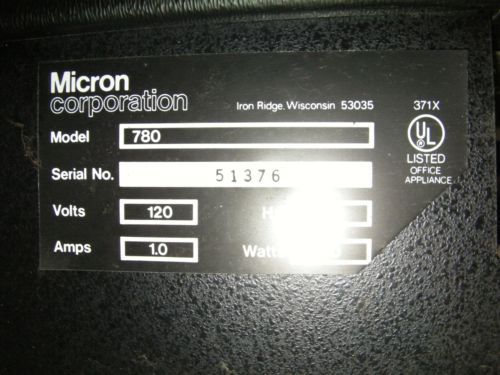 Micron
corporation
Iron Ridge, Wisconsin 53035
371X
Model 780
UL
LISTED
OFFICE
APPLIANCE
Serial No. 51376
Volts 120
Amps 1.0